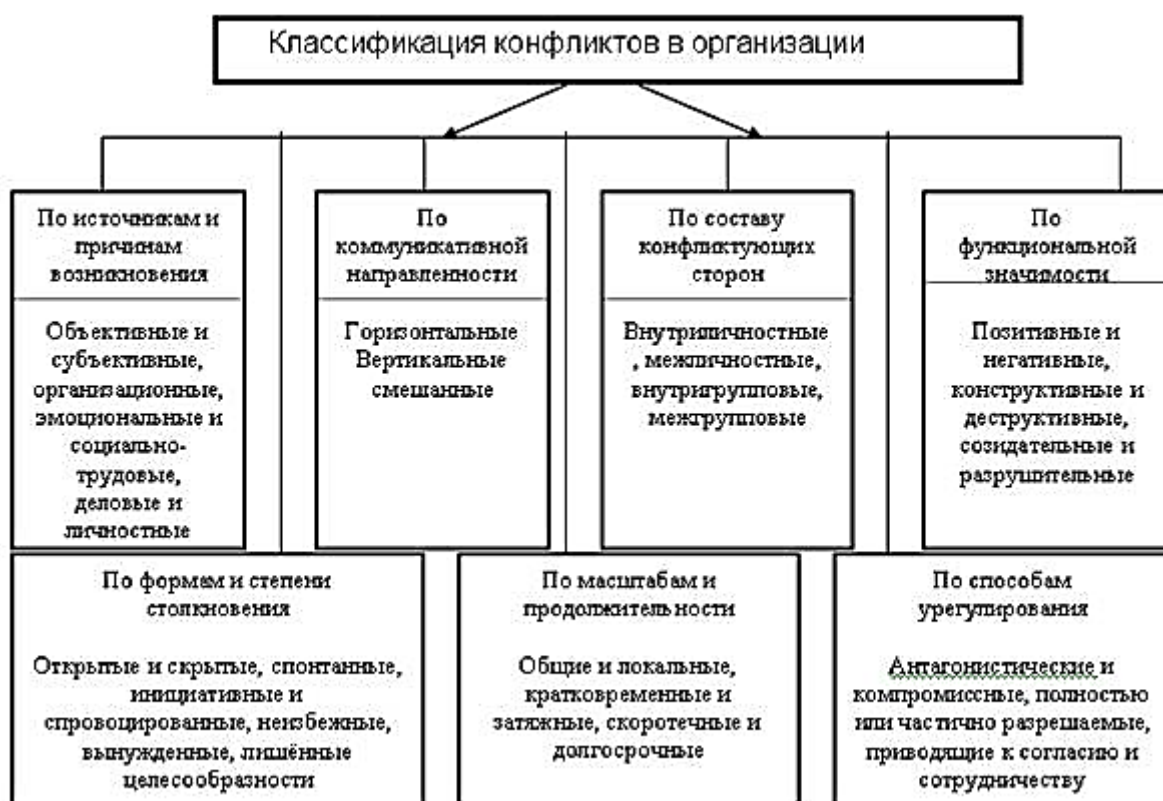 Классификация конфликтов в организации
По источникам и
причинам
возникновения
Объективные и
субъективные,
организационные,
эмоциональные и
социально-
трудовые,
деловые и
личностные
По
коммуникативной
направленности
Горизонтальные
Вертикальные
смешанные
По составу
конфликтующих
сторон
Внутриличностные
, межличностные,
внутригрупповые,
межгрупповые
По
функциональной
значимости
Позитивные и
негативные,
конструктивные и
деструктивные,
созидательные и
разрушительные
По формам и степени
столкновения
Открытые и скрытые, спонтанные,
инициативные и
спровоцированные, неизбежные,
вынужденные, лишённые
целесообразности
По масштабам и
продолжительности
Общие и локальные,
кратковременные и
затяжные, скоротечные и
долгосрочные
По способам
урегулирования
Антагонистические и
компромиссные, полностью
или частично разрешаемые,
приводящие к согласию и
сотрудничеству